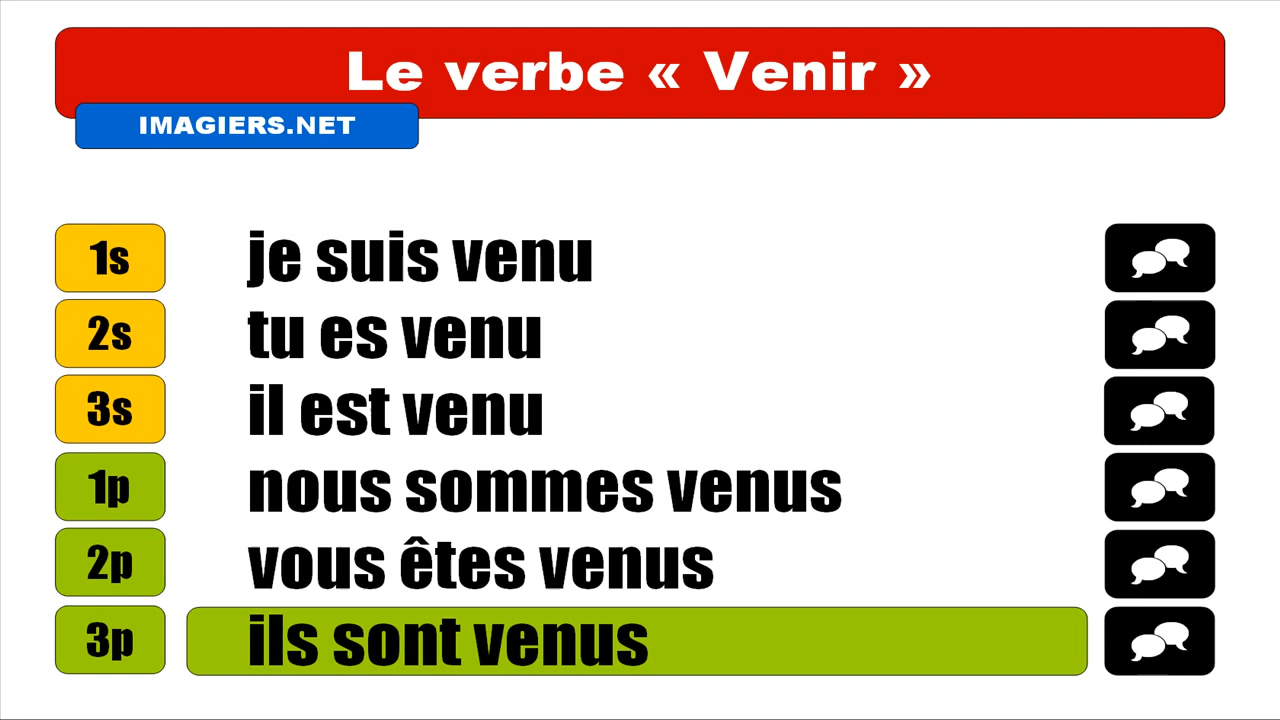 Le verbe « Venir »
IMAGIERS.NET
1s je suis venu
2s tu es venu
3s il est venu
1p nous sommes venus
2p vous êtes venus
3p ils sont venus